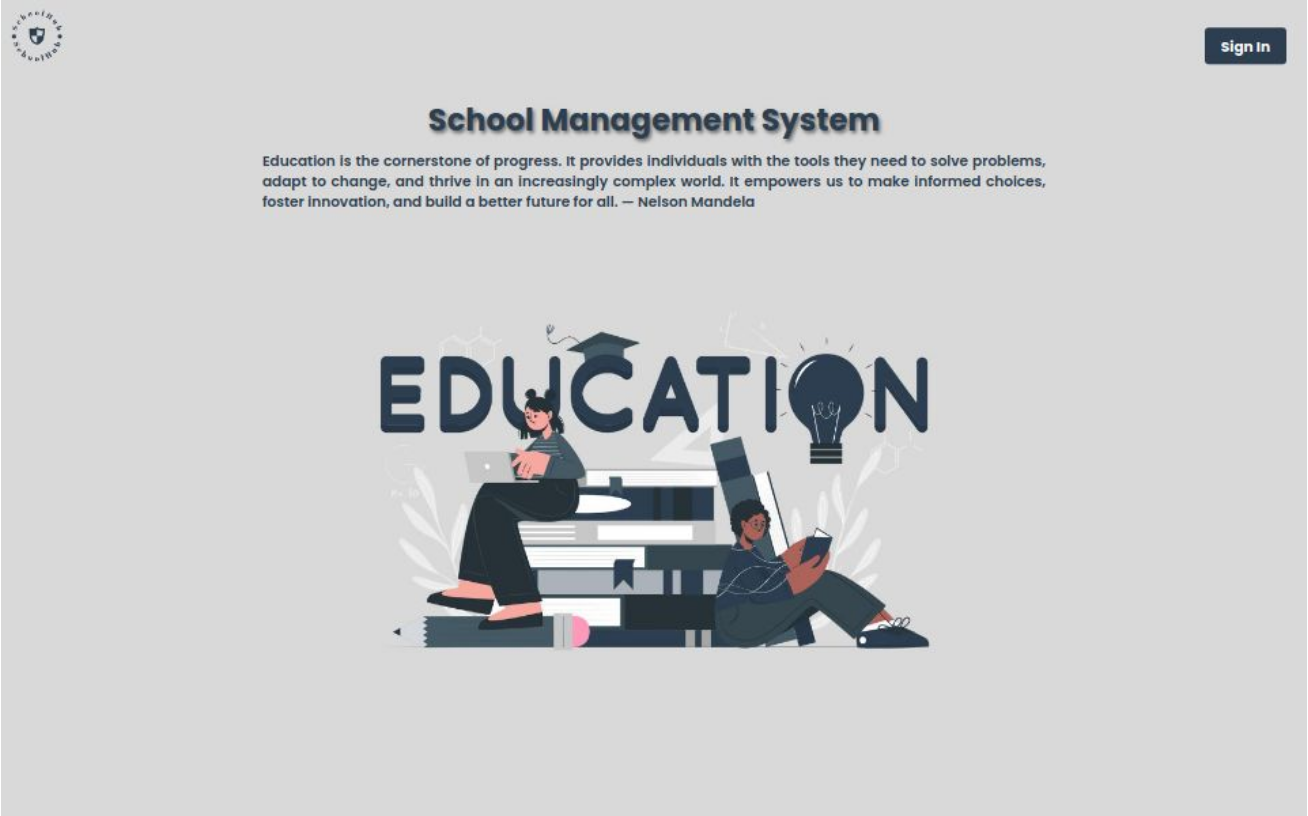 SchoolHub
SchoolHub
Sign In
School Management System
Education is the cornerstone of progress. It provides individuals with the tools they need to solve problems,
adapt to change, and thrive in an increasingly complex world. It empowers us to make informed choices,
foster innovation, and build a better future for all. — Nelson Mandela
EDUCATION